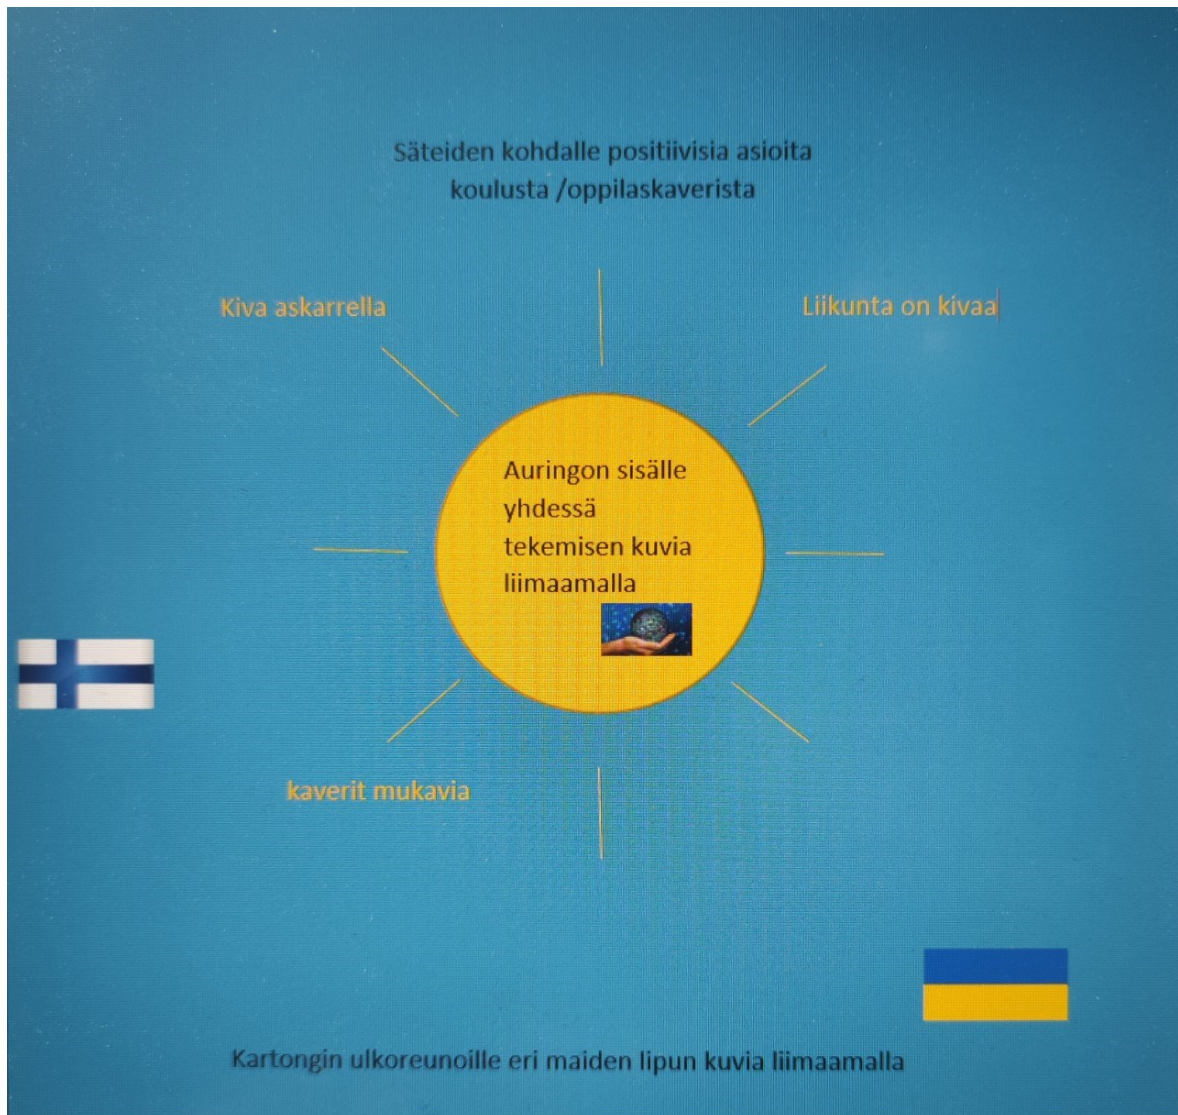 Säteiden kohdalle positiivisia asioita
koulusta /oppilaskaverista
Kiva askarrella
Liikunta on kivaa
Auringon sisälle
yhdessä
tekemisen kuvia
liimaamalla
kaverit mukavia
Kartongin ulkoreunoille eri maiden lipun kuvia liimaamalla